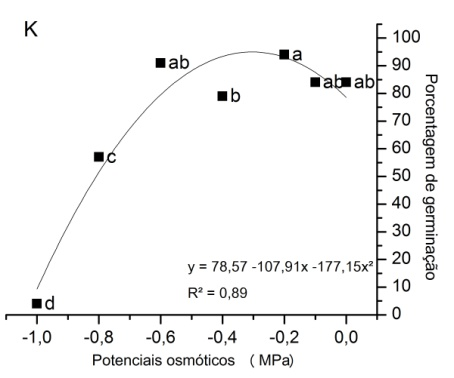 K
100
90
80
70
60
50
40
30
20
10
0
Porcentagem de germinação
ab
a
b
ab
ab
c
d
y = 78,57 -107,91x -177,15x²
R² = 0,89
-1,0 -0,8 -0,6 -0,4 -0,2 0,0
Potenciais osmóticos ( MPa)